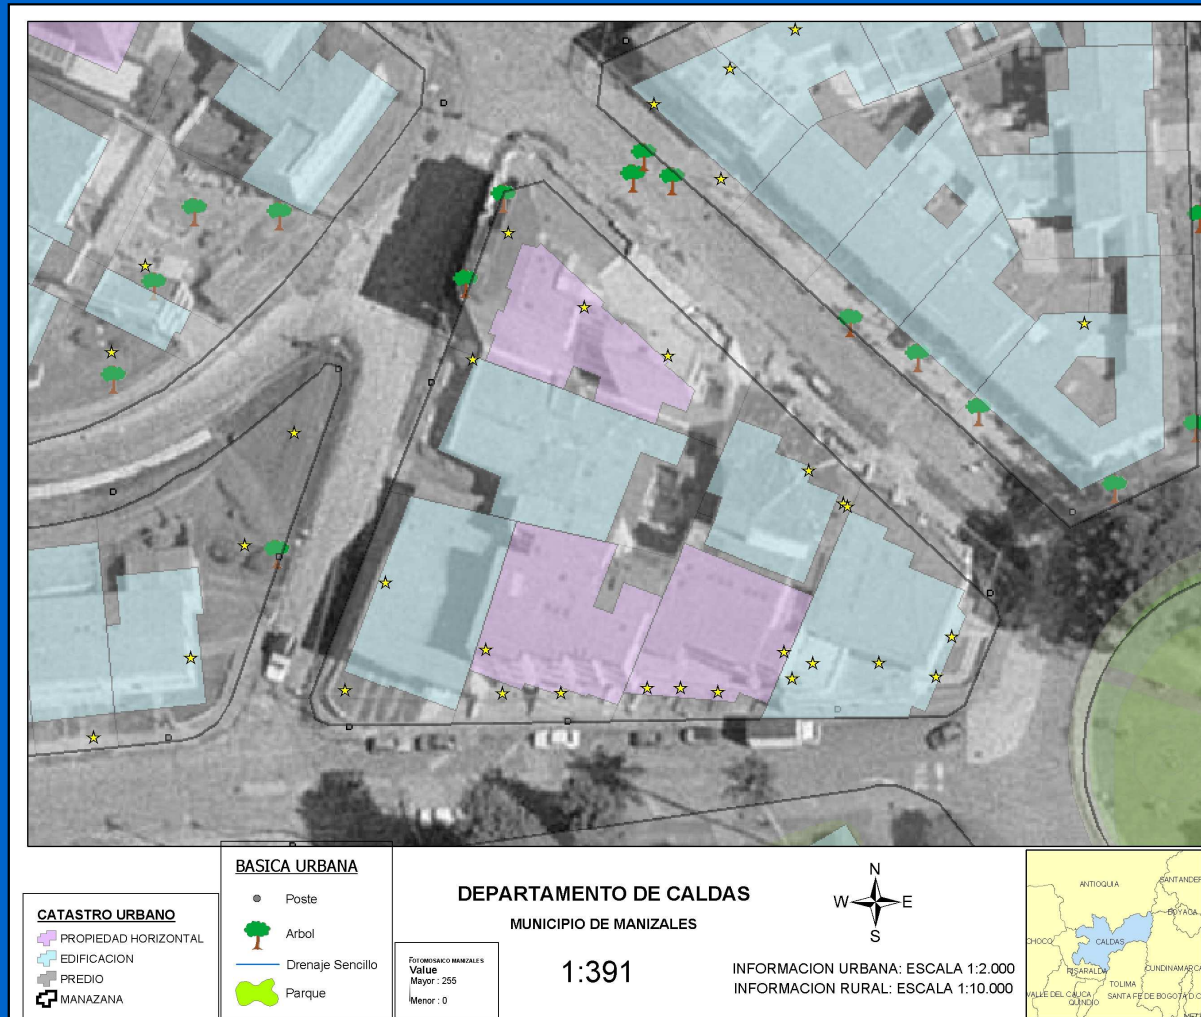 CATASTRO URBANO
PROPIEDAD HORIZONTAL
EDIFICACION
PREDIO
MANAZANA
BASICA URBANA
Poste
Arbol
Drenaje Sencillo
Parque
FOTOMOSAICO MANIZALES
Value
Mayor : 255
Menor : 0
DEPARTAMENTO DE CALDAS
MUNICIPIO DE MANIZALES
1:391
N
W E
S
INFORMACION URBANA: ESCALA 1:2.000
INFORMACION RURAL: ESCALA 1:10.000
ANTIOQUIA
SANTANDER
BOYACA
CHOCO
CALDAS
RISARALDA
CUNDINAMARCA
TOLIMA
VALLE DEL CAUCA
QUINDIO
SANTA FE DE BOGOTA D.C